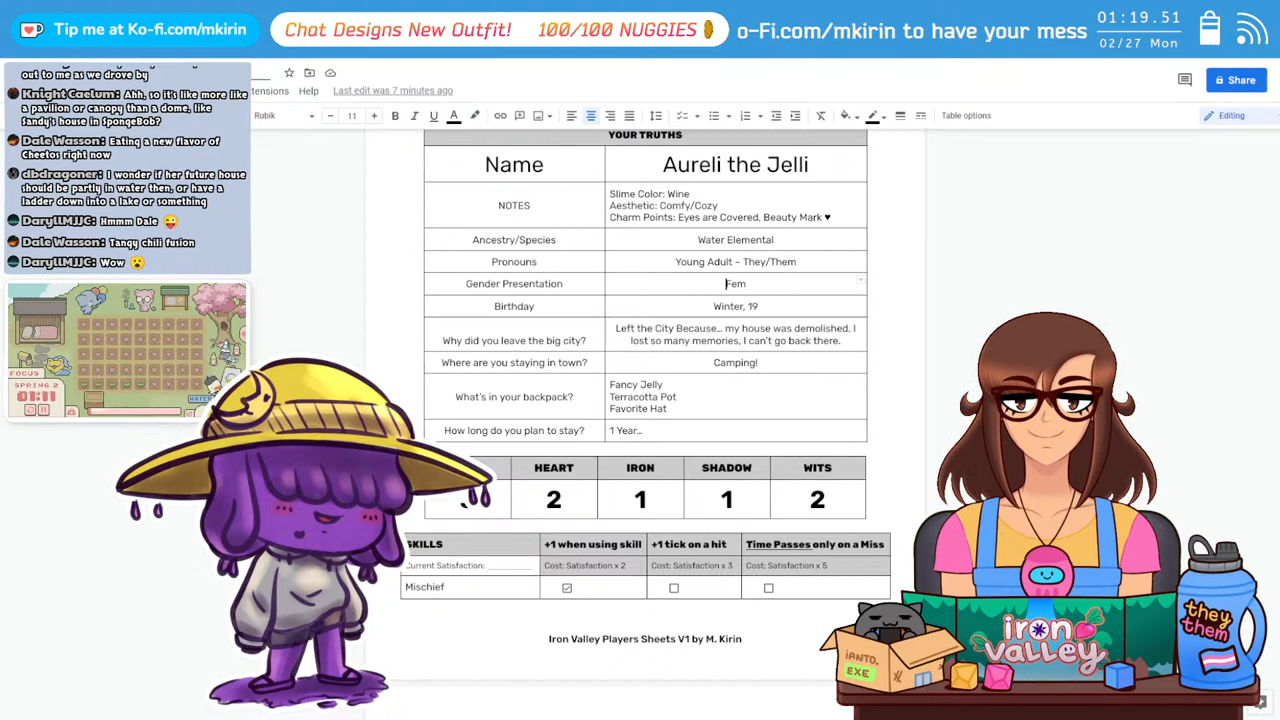 Tip me at Ko-fi.com/mkirin
Chat Designs New Outfit! 100/100 NUGGIES
o-Fi.com/mkirin to have your mess
01:19.51
02/27 Mon
out to me as we drove by
Knight Caelum: Ahh, so it's like more like
a pavilion or canopy than a dome, like
Sandy's house in SpongeBob?
Dale Wasson: Eating a new flavor of
Cheetos right now
dbdragoner: I wonder if her future house
should be partly in water then, or have a
ladder down into a lake or something
DaryllMJJC: Hmmm Dale 😜
Dale Wasson: Tangy chili fusion
DaryllMJJC: Wow 😮
FOCUS
SPRING 2
01:11
tensions Help Last edit was 7 minutes ago
Share
Rubik
11
Table options
Editing
YOUR TRUTHS
Name Aureli the Jelli
NOTES
Slime Color: Wine
Aesthetic: Comfy/Cozy
Charm Points: Eyes are Covered, Beauty Mark ♥
Ancestry/Species Water Elemental
Pronouns Young Adult – They/Them
Gender Presentation Fem
Birthday Winter, 19
Why did you leave the big city?
Left the City Because... my house was demolished, I
lost so many memories, I can't go back there.
Where are you staying in town? Camping!
What's in your backpack?
Fancy Jelly
Terracotta Pot
Favorite Hat
How long do you plan to stay? 1 Year...
HEART IRON SHADOW WITS
2 1 1 2
SKILLS +1 when using skill +1 tick on a hit Time Passes only on a Miss
Current Satisfaction: Cost: Satisfaction x 2 Cost: Satisfaction x 3 Cost: Satisfaction x 5
Mischief
Iron Valley Players Sheets V1 by M. Kirin
iANTO.
EXE
iron
valley
they
them